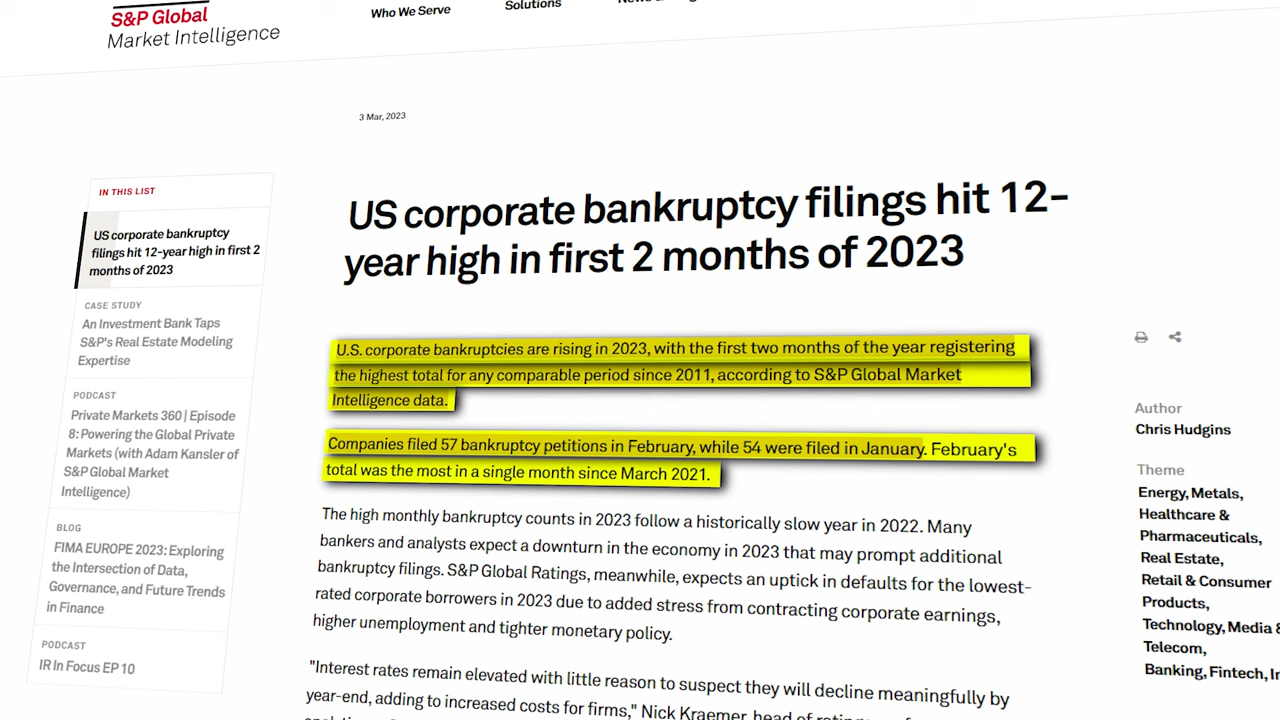 S&P Global
Market Intelligence
Who We Serve
Solutions
3 Mar, 2023
IN THIS LIST
US corporate bankruptcy
filings hit 12-year high in first 2
months of 2023
CASE STUDY
An Investment Bank Taps
S&P's Real Estate Modeling
Expertise
PODCAST
Private Markets 360 | Episode
8: Powering the Global Private
Markets (with Adam Kansler of
S&P Global Market
Intelligence)
BLOG
FIMA EUROPE 2023: Exploring
the Intersection of Data,
Governance, and Future Trends
in Finance
PODCAST
IR In Focus EP 10
US corporate bankruptcy filings hit 12-
year high in first 2 months of 2023
U.S. corporate bankruptcies are rising in 2023, with the first two months of the year registering
the highest total for any comparable period since 2011, according to S&P Global Market
Intelligence data.
Companies filed 57 bankruptcy petitions in February, while 54 were filed in January. February's
total was the most in a single month since March 2021.
The high monthly bankruptcy counts in 2023 follow a historically slow year in 2022. Many
bankers and analysts expect a downturn in the economy in 2023 that may prompt additional
bankruptcy filings. S&P Global Ratings, meanwhile, expects an uptick in defaults for the lowest-
rated corporate borrowers in 2023 due to added stress from contracting corporate earnings,
higher unemployment and tighter monetary policy.
"Interest rates remain elevated with little reason to suspect they will decline meaningfully by
year-end, adding to increased costs for firms," Nick Kraemer, head of ratings
Author
Chris Hudgins
Theme
Energy, Metals,
Healthcare &
Pharmaceuticals,
Real Estate,
Retail & Consumer
Products,
Technology, Media &
Telecom,
Banking, Fintech,